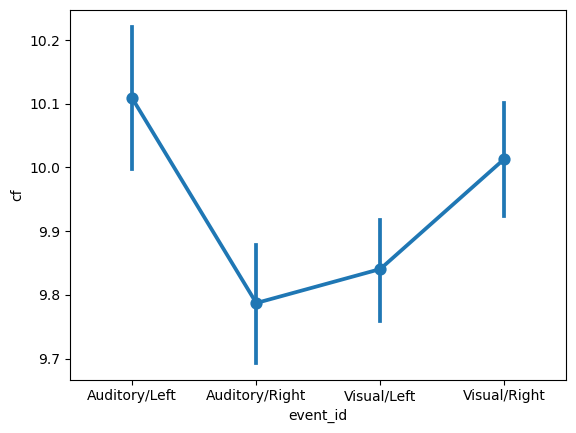 10.2
10.1
10.0
9.9
9.8
9.7
cf
Auditory/Left Auditory/Right Visual/Left Visual/Right
event_id